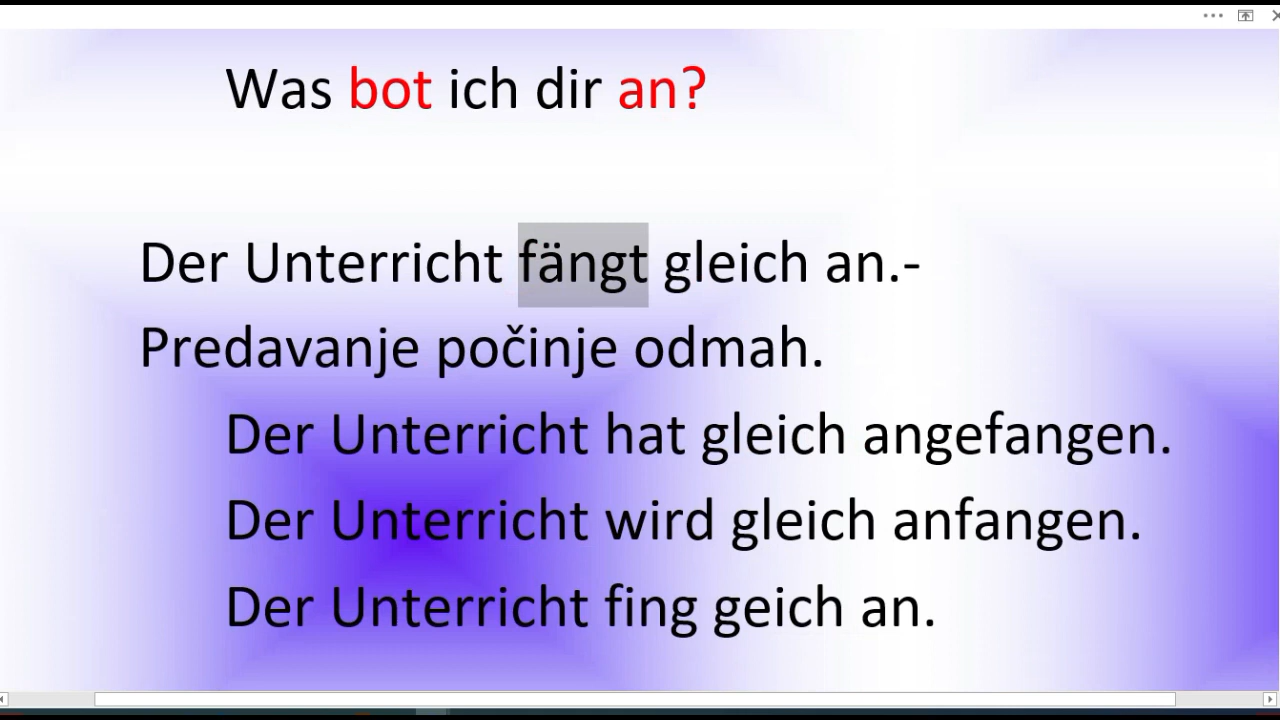 Was bot ich dir an?
Der Unterricht fängt gleich an.-
Predavanje počinje odmah.
Der Unterricht hat gleich angefangen.
Der Unterricht wird gleich anfangen.
Der Unterricht fing geich an.